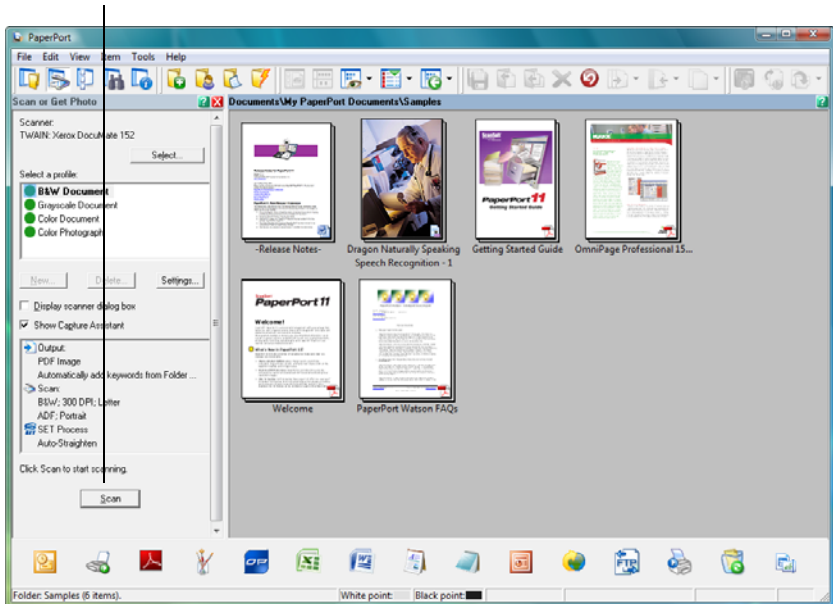 PaperPort
File Edit View Item Tools Help
Scan or Get Photo
Documents\My PaperPort Documents\Samples
Scanner:
TWAIN: Xerox DocuMate 152
Select...
Select a profile:
B&W Document
Grayscale Document
Color Document
Color Photograph
New... Delete... Settings...
Display scanner dialog box
Show Capture Assistant
Output:
PDF Image
Automatically add keywords from Folder ...
Scan:
B&W; 300 DPI; Letter
ADF; Portrait
SET Process
Auto-Straighten
Click Scan to start scanning.
Scan
-Release Notes-
Dragon Naturally Speaking
Speech Recognition - 1
PaperPort 11
Getting Started Guide
Getting Started Guide
OmniPage Professional 15...
PaperPort 11
Welcome!
Welcome
PaperPort Watson FAQs
OP
FTP
Folder: Samples (6 items).
White point:
Black point: